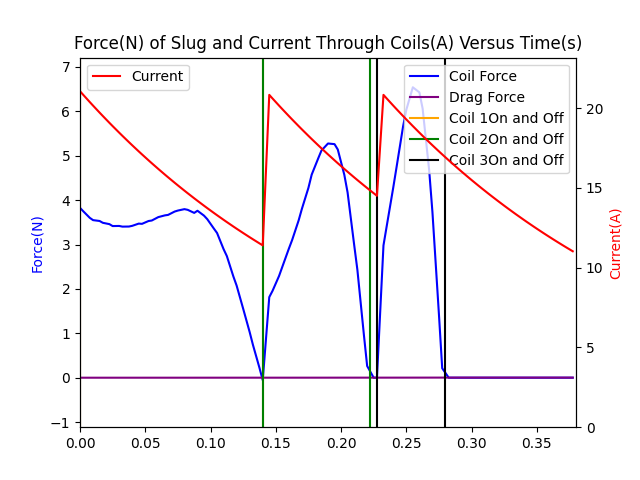 Force(N) of Slug and Current Through Coils(A) Versus Time(s)
Current
Coil Force
Drag Force
Coil 1On and Off
Coil 2On and Off
Coil 3On and Off
Force(N)
7
6
5
4
3
2
1
0
−1
0.00 0.05 0.10 0.15 0.20 0.25 0.30 0.35
20
15
10
5
0
Current(A)